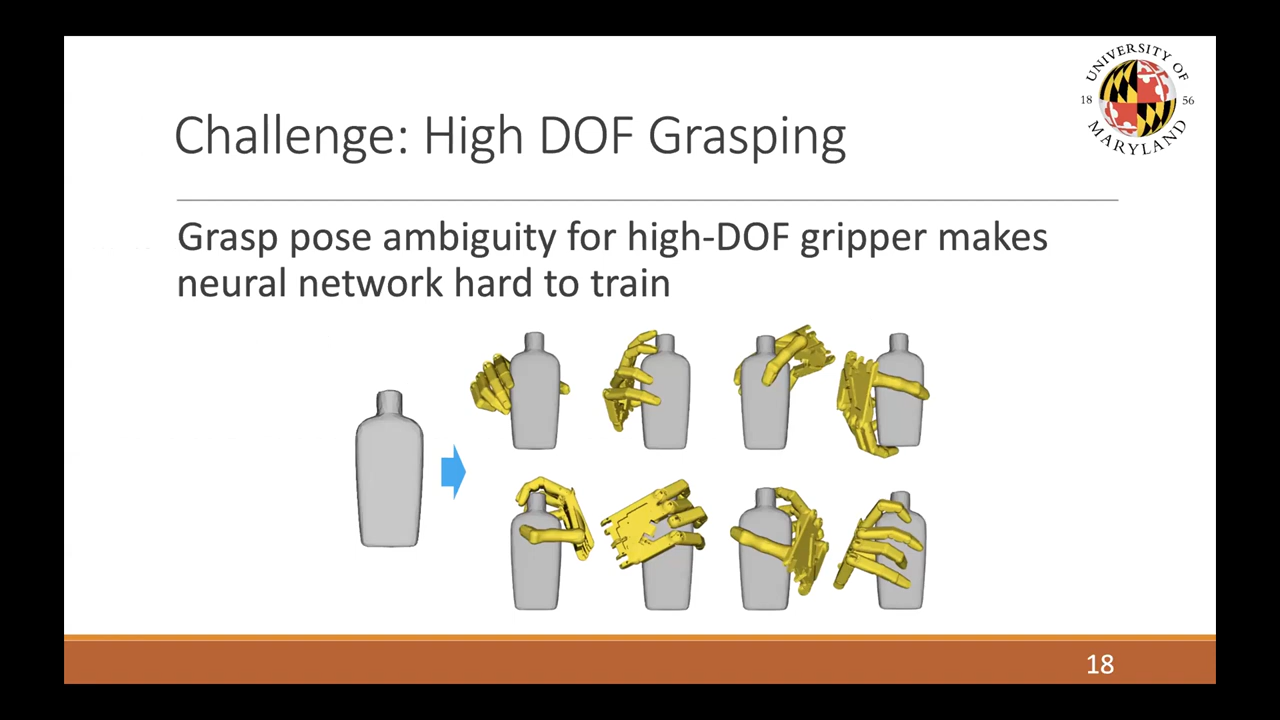 UNIVERSITY OF
18 56
MARYLAND
Challenge: High DOF Grasping
Grasp pose ambiguity for high-DOF gripper makes
neural network hard to train
18